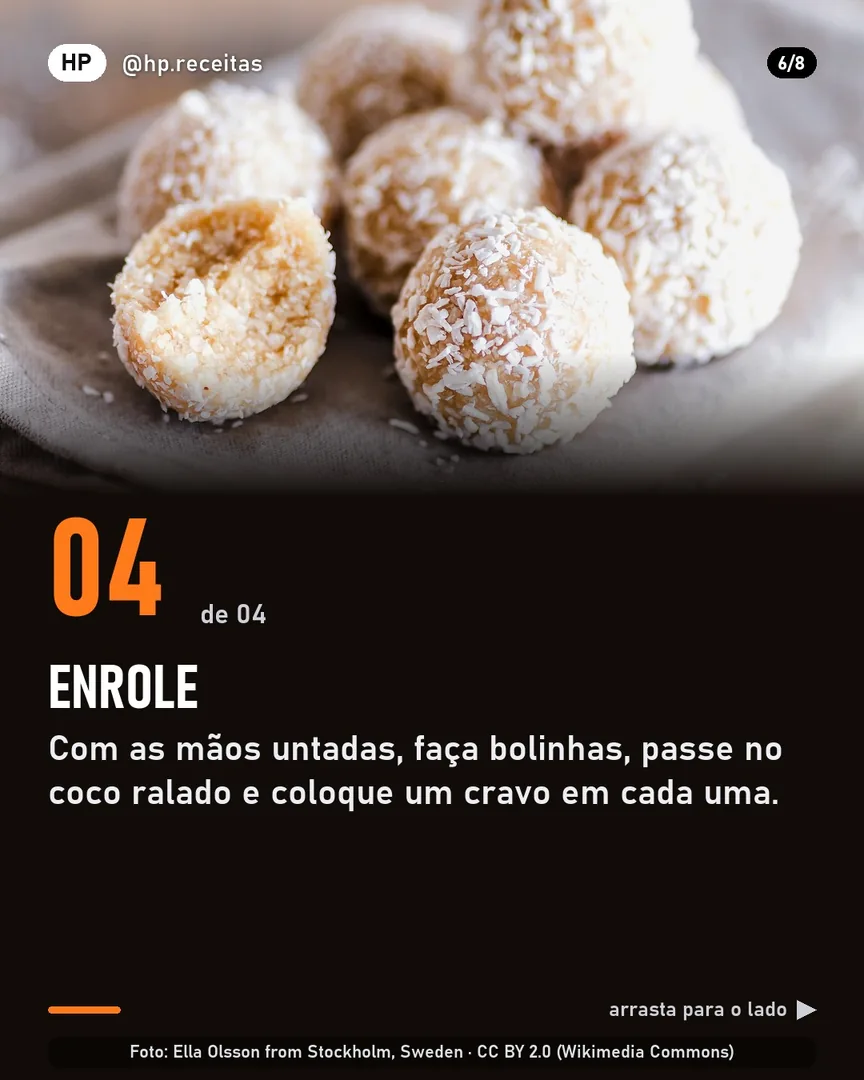 HP @hp.receitas 6/8
04 de 04
ENROLE
Com as mãos untadas, faça bolinhas, passe no
coco ralado e coloque um cravo em cada uma.
arrasta para o lado ▶
Foto: Ella Olsson from Stockholm, Sweden · CC BY 2.0 (Wikimedia Commons)